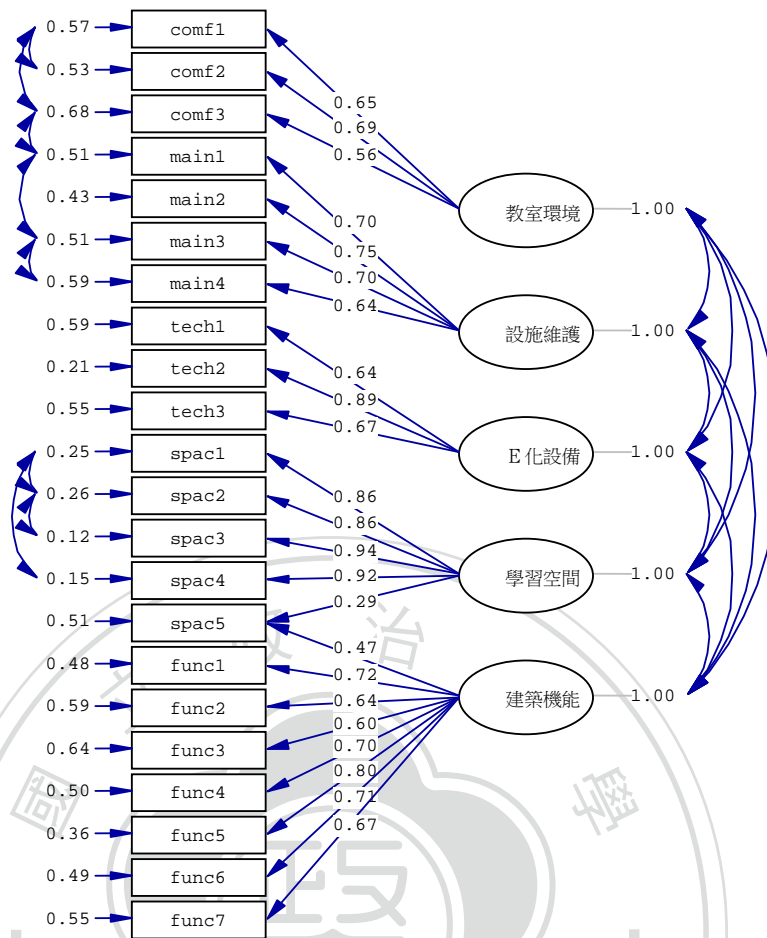 0.57 comf1
0.53 comf2
0.68 comf3
0.51 main1
0.43 main2
0.51 main3
0.59 main4
0.59 tech1
0.21 tech2
0.55 tech3
0.25 spac1
0.26 spac2
0.12 spac3
0.15 spac4
0.51 spac5
0.48 func1
0.59 func2
0.64 func3
0.50 func4
0.36 func5
0.49 func6
0.55 func7
0.65
0.69
0.56
0.70
0.75
0.70
0.64
0.64
0.89
0.67
0.86
0.86
0.94
0.92
0.29
0.47
0.72
0.64
0.60
0.70
0.80
0.71
0.67
教室環境 1.00
設施維護 1.00
E化設備 1.00
學習空間 1.00
建築機能 1.00
國
治
學
政